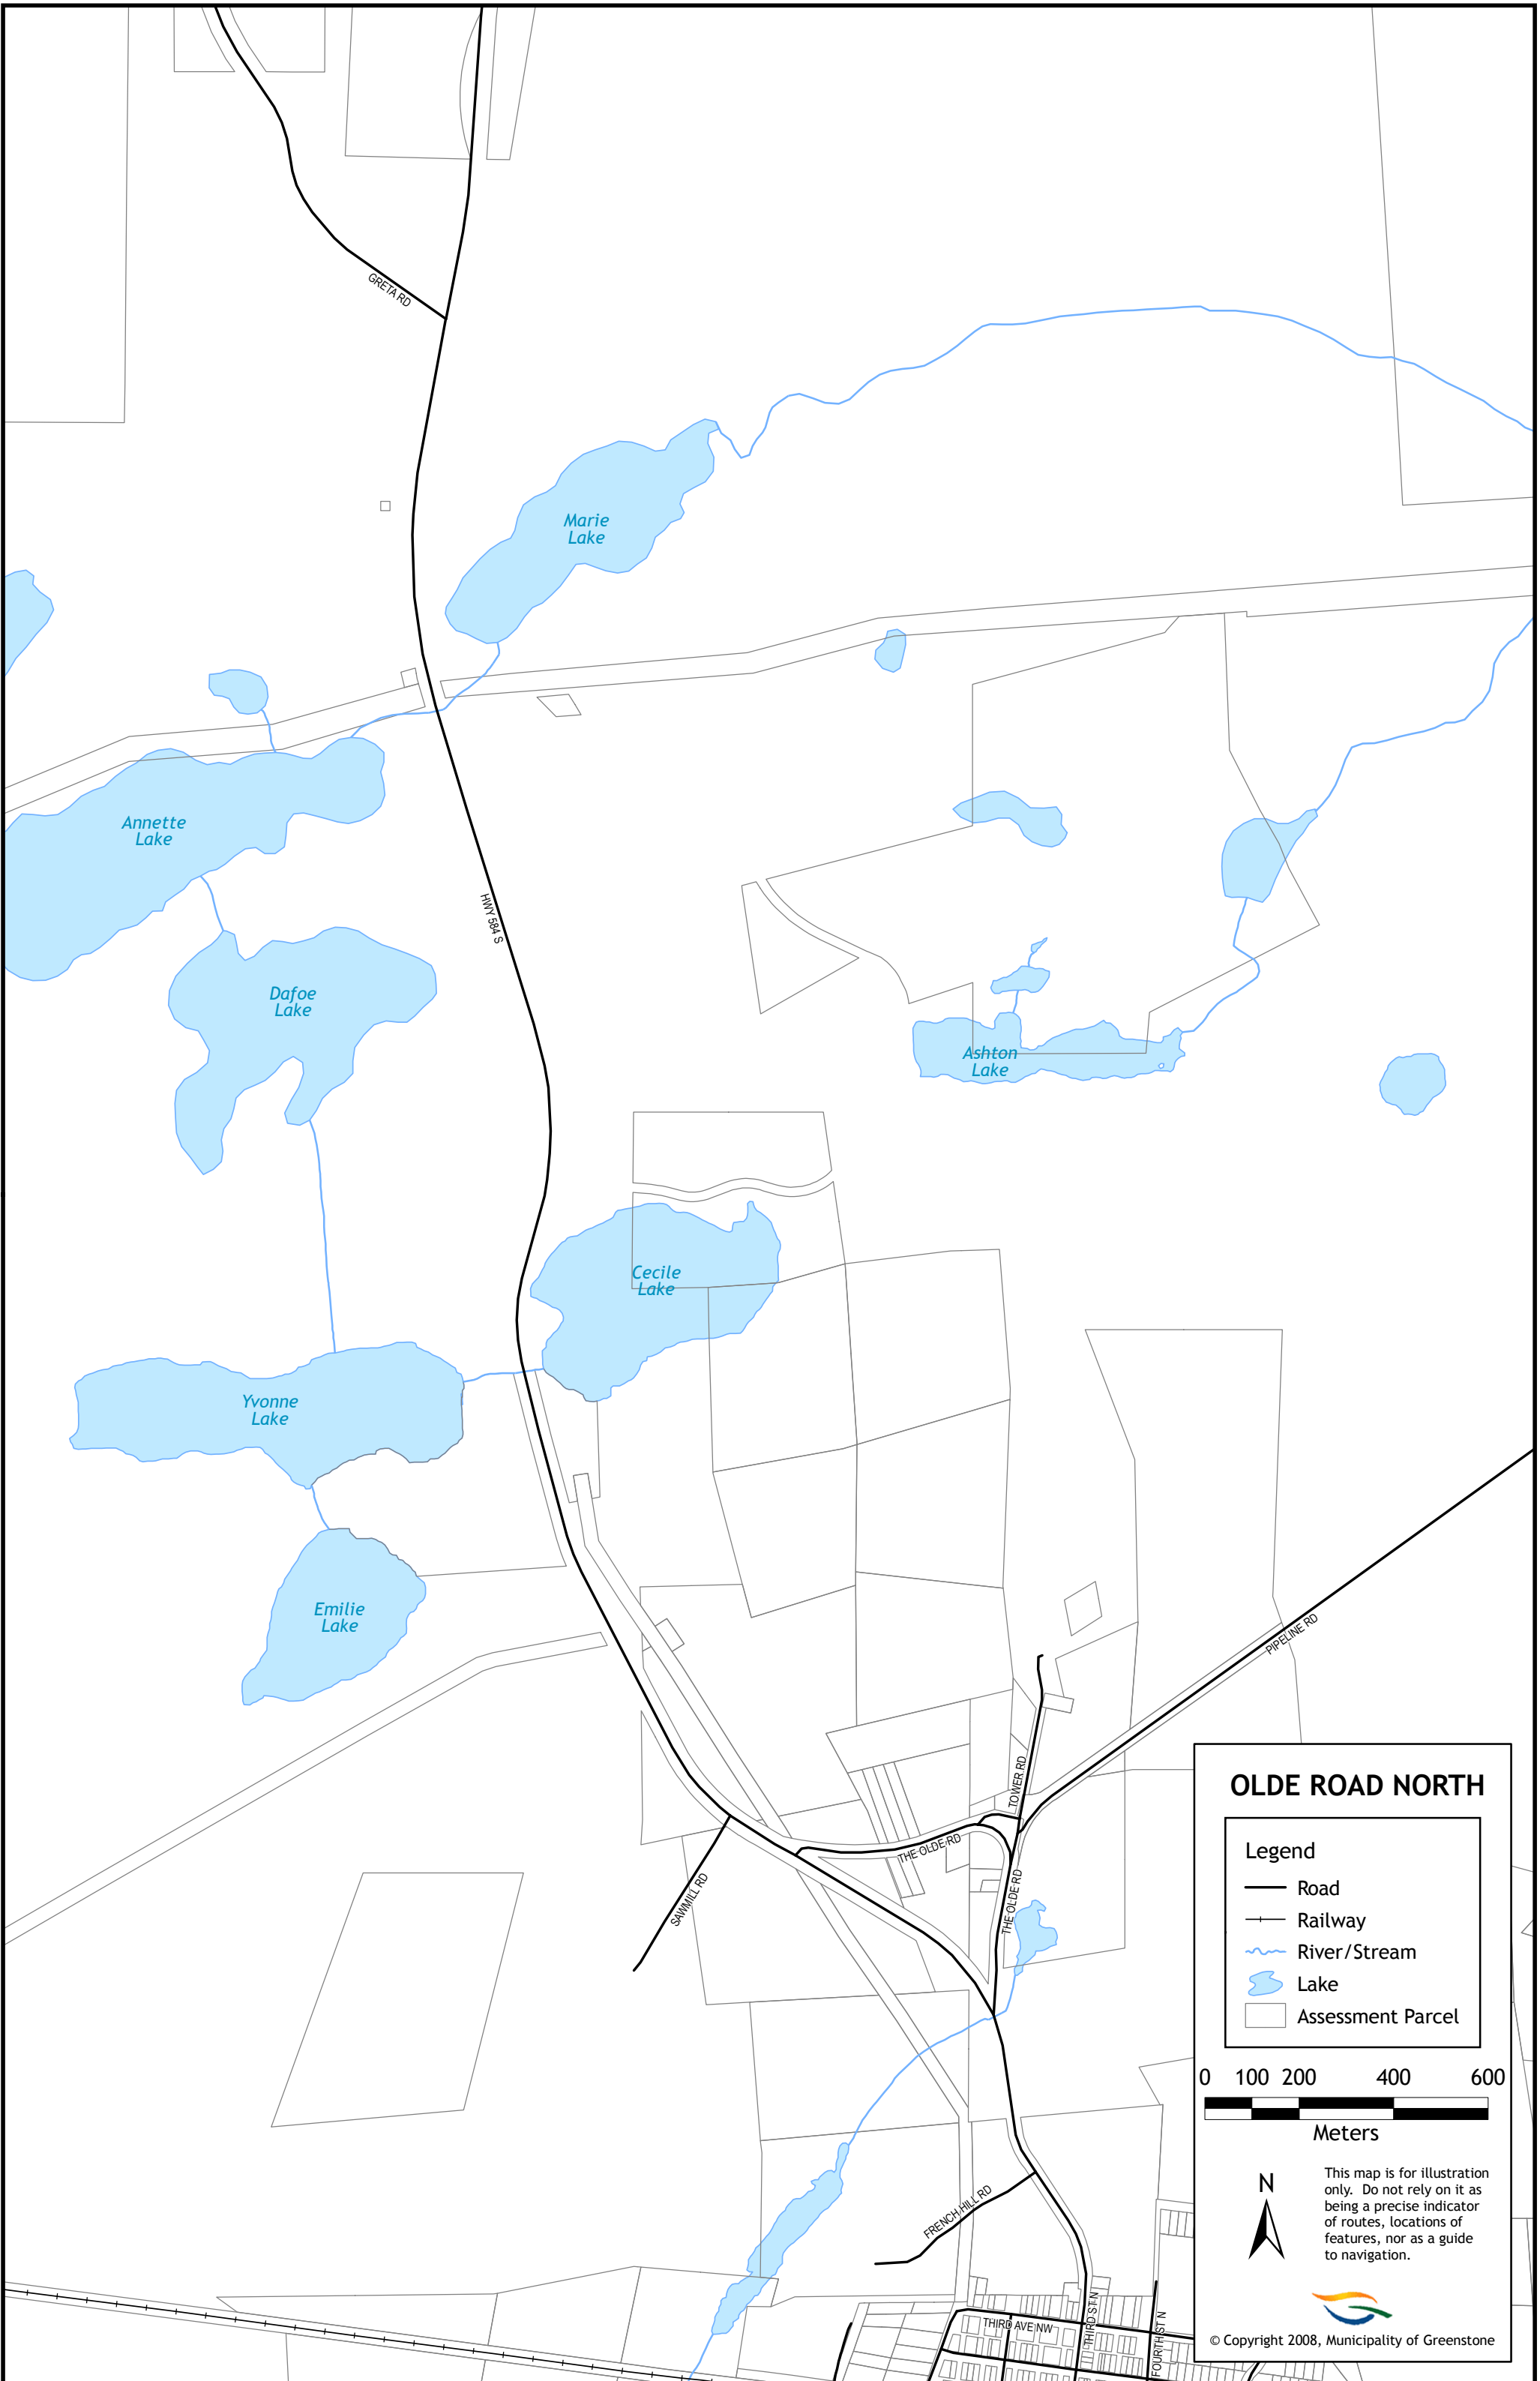 GRETA RD
Marie
Lake
Annette
Lake
HWY 584 S
Dafoe
Lake
Ashton
Lake
Cecile
Lake
Yvonne
Lake
Emilie
Lake
PIPELINE RD
TOWER RD
THE OLDE RD
THE OLDE RD
SAWMILL RD
FRENCH HILL RD
THIRD AVE NW
THIRD ST N
FOURTH ST N
OLDE ROAD NORTH
Legend
Road
Railway
River/Stream
Lake
Assessment Parcel
0 100 200 400 600
Meters
N
This map is for illustration
only. Do not rely on it as
being a precise indicator
of routes, locations of
features, nor as a guide
to navigation.
© Copyright 2008, Municipality of Greenstone